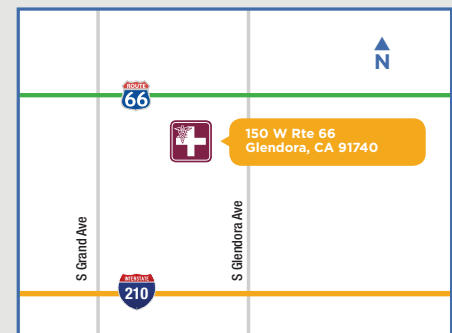 N
ROUTE
66
150 W Rte 66
Glendora, CA 91740
S Grand Ave
S Glendora Ave
INTERSTATE
210